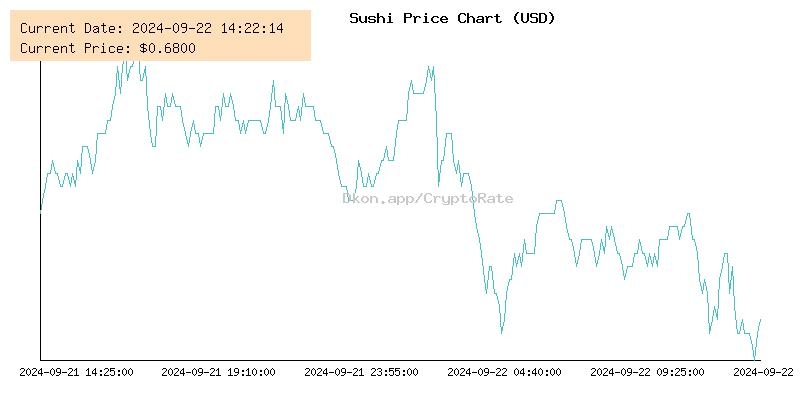 Sushi Price Chart (USD)
Current Date: 2024-09-22 14:22:14
Current Price: $0.6800
Dkon.app/CryptoRate
2024-09-21 14:25:00 2024-09-21 19:10:00 2024-09-21 23:55:00 2024-09-22 04:40:00 2024-09-22 09:25:00 2024-09-22